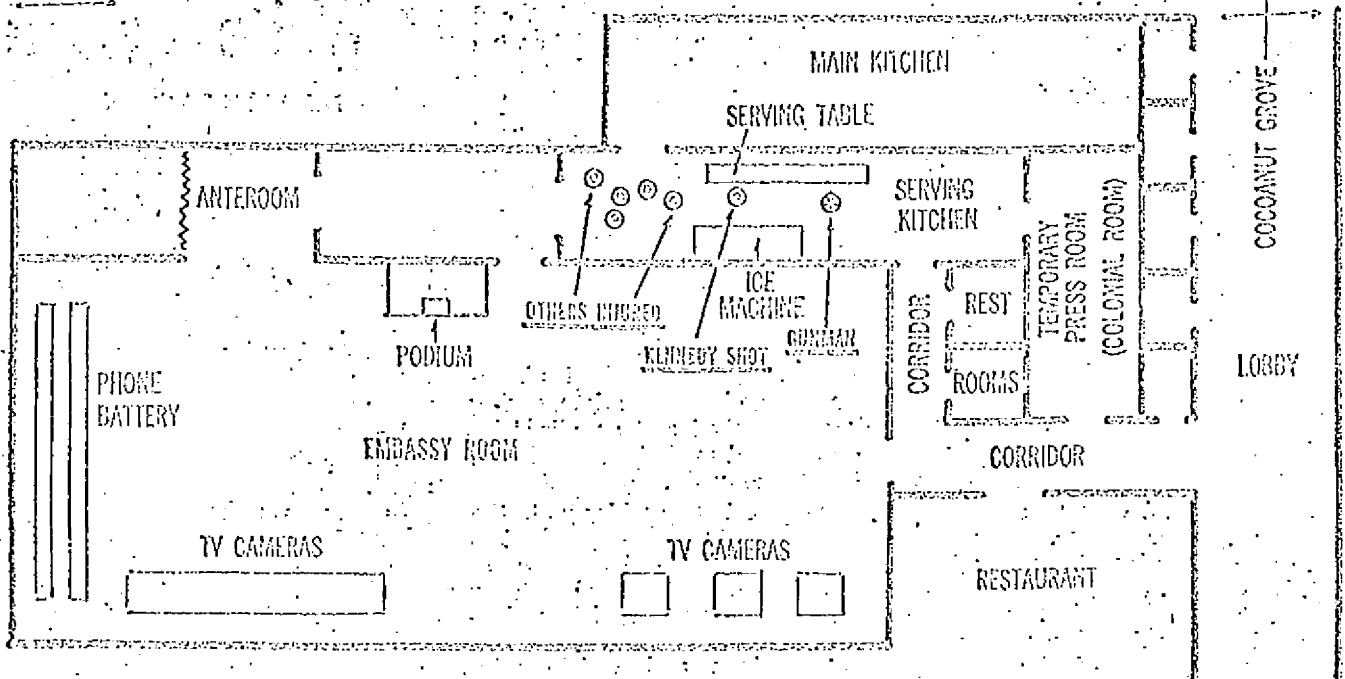 MAIN KITCHEN
COCOANUT GROVE
SERVING TABLE
ANTEROOM
SERVING
KITCHEN
TEMPORARY
PRESS ROOM
(COLONIAL ROOM)
OTHERS INJURED
ICE
MACHINE
KENNEDY SHOT
GUNMAN
CORRIDOR
REST
ROOMS
PODIUM
LOBBY
PHONE
BATTERY
EMBASSY ROOM
CORRIDOR
TV CAMERAS
TV CAMERAS
RESTAURANT